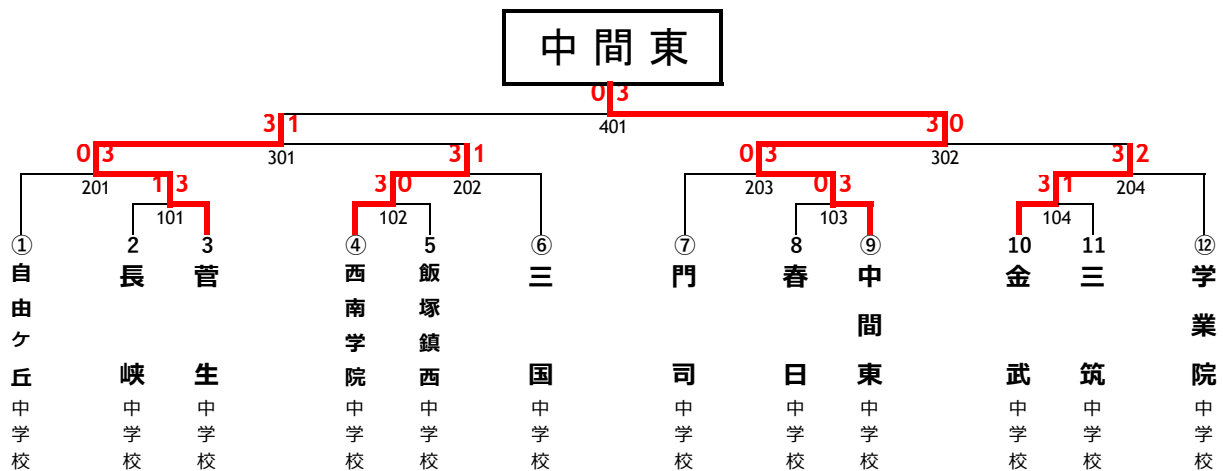 中間東
0 3
401
3 1
3 0
301
302
0 3
3 1
0 3
3 2
201
202
203
204
1 3
3 0
0 3
3 1
101
102
103
104
① 自由ケ丘中学校
2 長峡中学校
3 菅生中学校
④ 西南学院中学校
5 飯塚鎮西中学校
⑥ 三国中学校
⑦ 門司中学校
8 春日中学校
⑨ 中間東中学校
10 金武中学校
11 三筑中学校
⑫ 学業院中学校